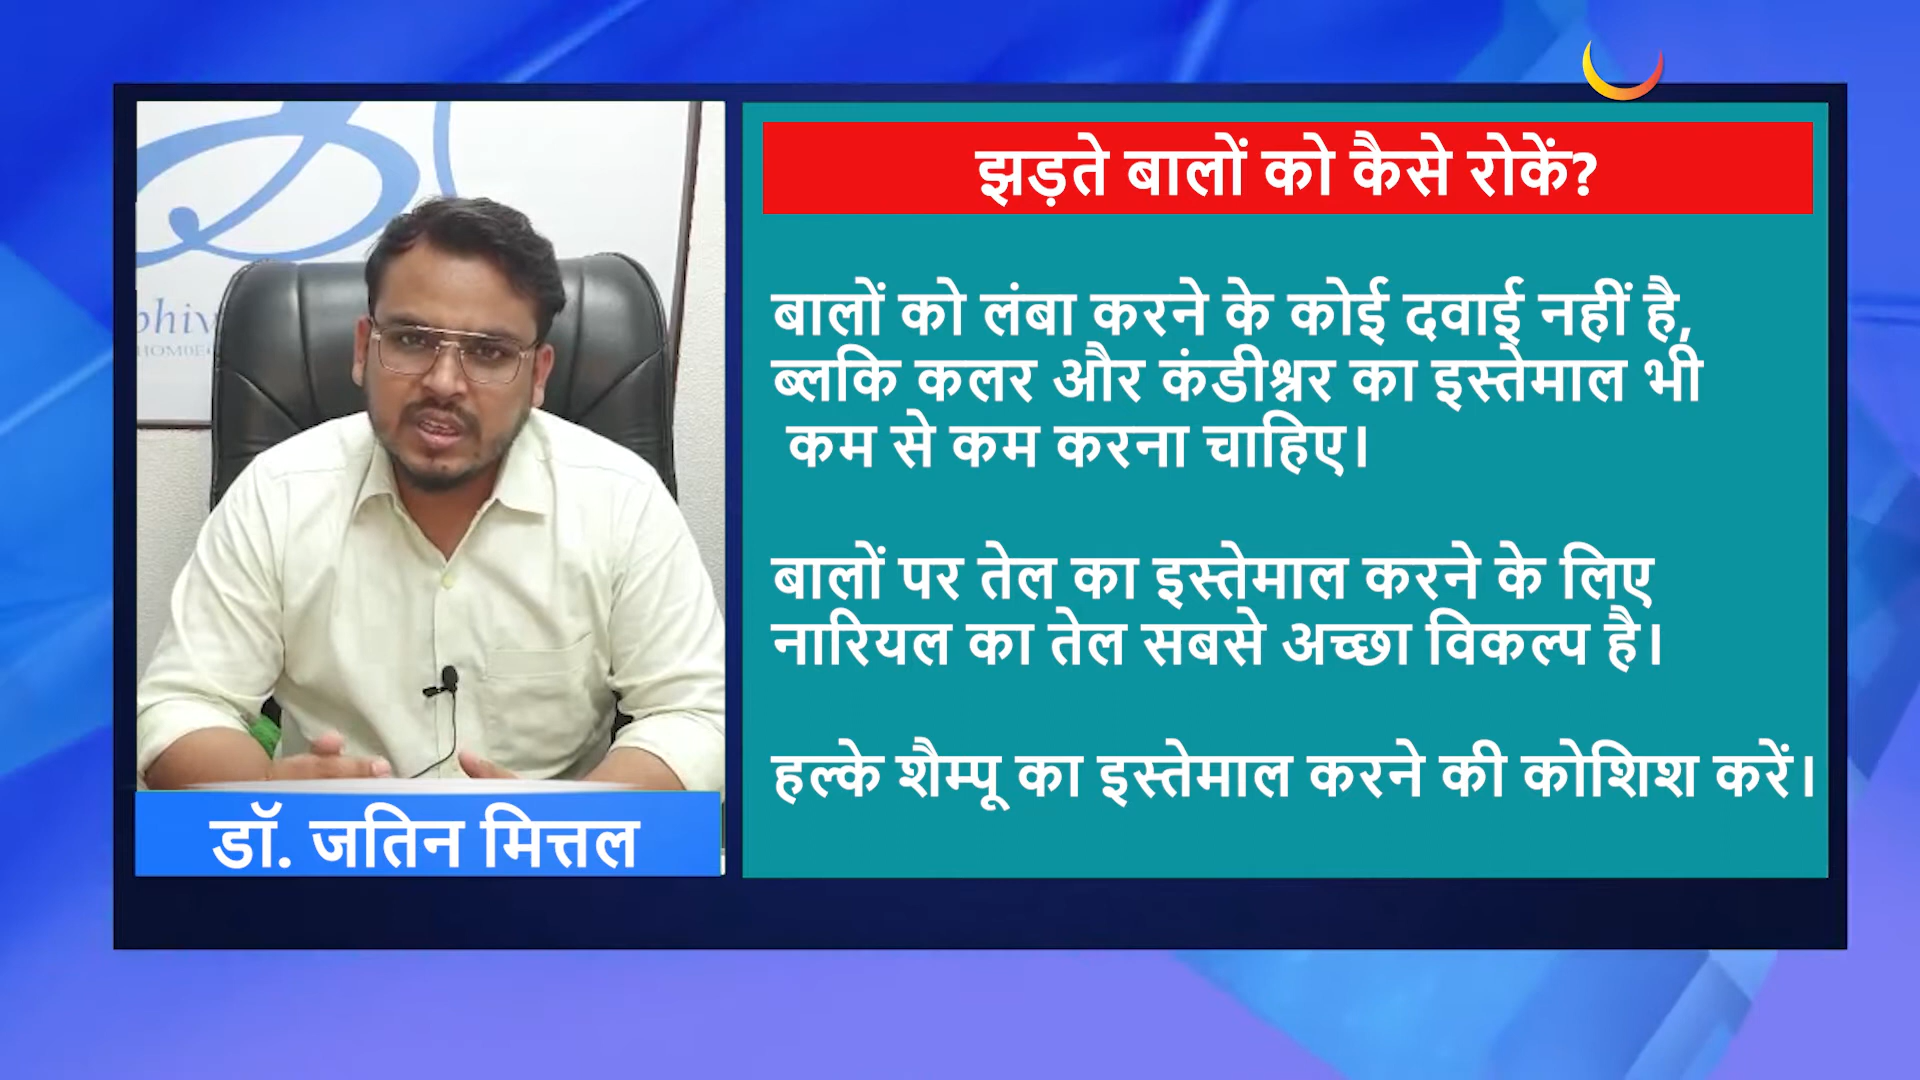 झड़ते बालों को कैसे रोकें?
बालों को लंबा करने के कोई दवाई नहीं है,
ब्लकि कलर और कंडीश्नर का इस्तेमाल भी
कम से कम करना चाहिए।
बालों पर तेल का इस्तेमाल करने के लिए
नारियल का तेल सबसे अच्छा विकल्प है।
हल्के शैम्पू का इस्तेमाल करने की कोशिश करें।
डॉ. जतिन मित्तल